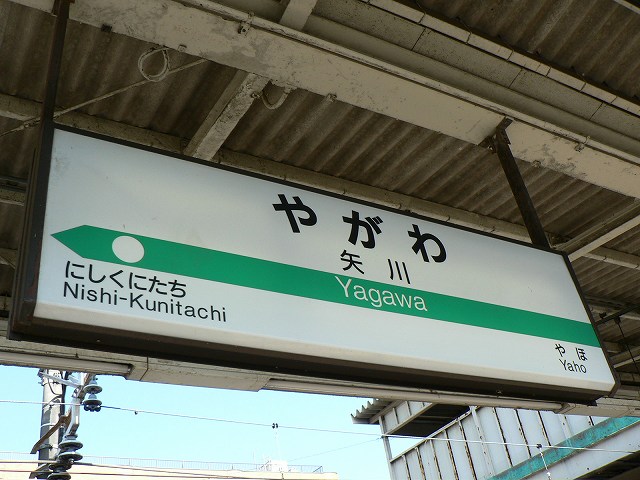 やがわ
矢川
Yagawa
にしくにたち
Nishi-Kunitachi
やほ
Yaho